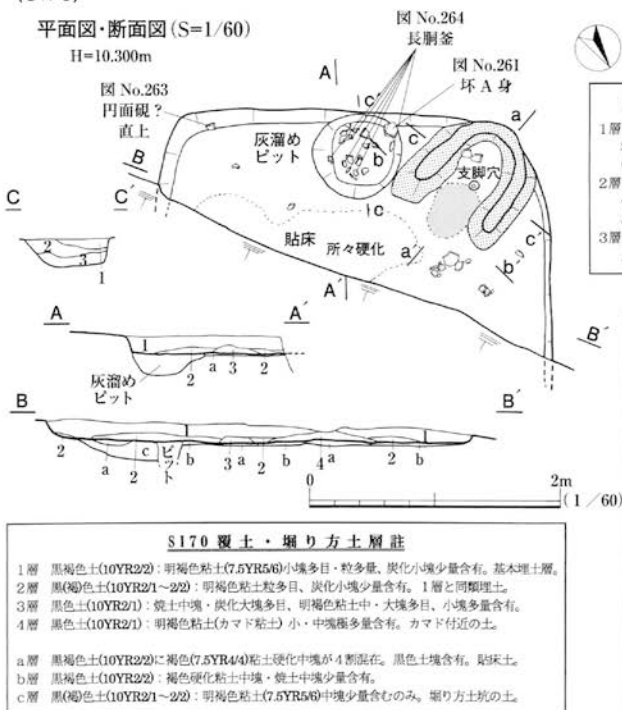 平面図・断面図(S=1/60)
H=10.300m
図 No.264
長胴釜
図 No.261
坏 A 身
図 No.263
円面硯？
直上
A
c´
a
B
灰溜め
ピット
b
c
支脚穴
C
C´
c
貼床
所々硬化
a´
c´
b´
A´
B´
1層
2層
3層
2
3
1
A
A´
1
灰溜め
ピット
2
a
3
2
B
B´
2
a
2
c
ピット
b
3
a
2
b
4
a
2
b
0
2m
(1/60)
SI70 覆土・堀り方土層註
1層 黒褐色土(10YR2/2)：明褐色粘土(7.5YR5/6)小塊多目・粒多量、炭化小塊少量含有。基本埋土層。
2層 黒(褐)色土(10YR2/1～2/2)：明褐色粘土粒多目、炭化小塊少量含有。1層と同類埋土。
3層 黒色土(10YR2/1)：焼土中塊・炭化大塊多目、明褐色粘土中・大塊多目、小塊多量含有。
4層 黒色土(10YR2/1)：明褐色粘土(カマド粘土) 小・中塊極多量含有。カマド付近の土。
a層 黒褐色土(10YR2/2)に褐色(7.5YR4/4)粘土硬化中塊が４割混在。黒色土塊含有。貼床土。
b層 黒褐色土(10YR2/2)：褐色硬化粘土中塊・焼土中塊少量含有。
c層 黒(褐)色土(10YR2/1～2/2)：明褐色粘土(7.5YR5/6)中塊少量含むのみ。堀り方土坑の土。